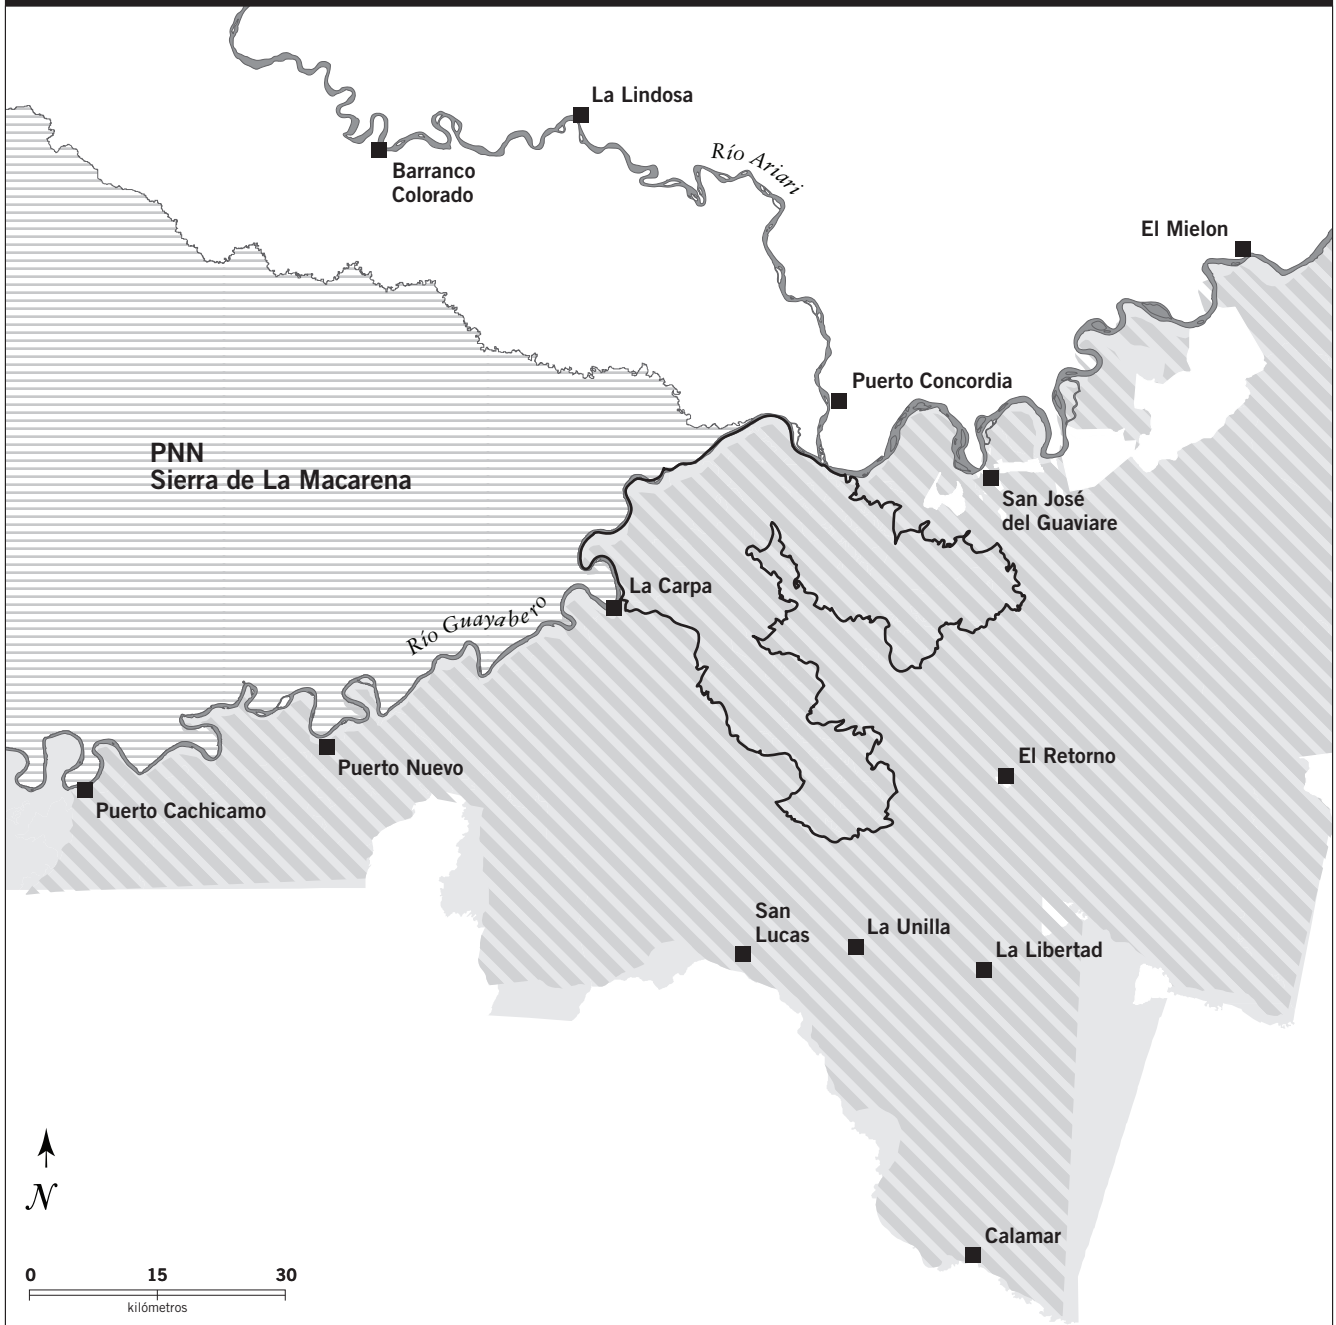 La Lindosa
Barranco
Colorado
Río Ariari
El Mielon
Puerto Concordia
PNN
Sierra de La Macarena
San José
del Guaviare
La Carpa
Río Guayabero
El Retorno
Puerto Nuevo
Puerto Cachicamo
San
Lucas
La Unilla
La Libertad
N
Calamar
0 15 30
kilómetros